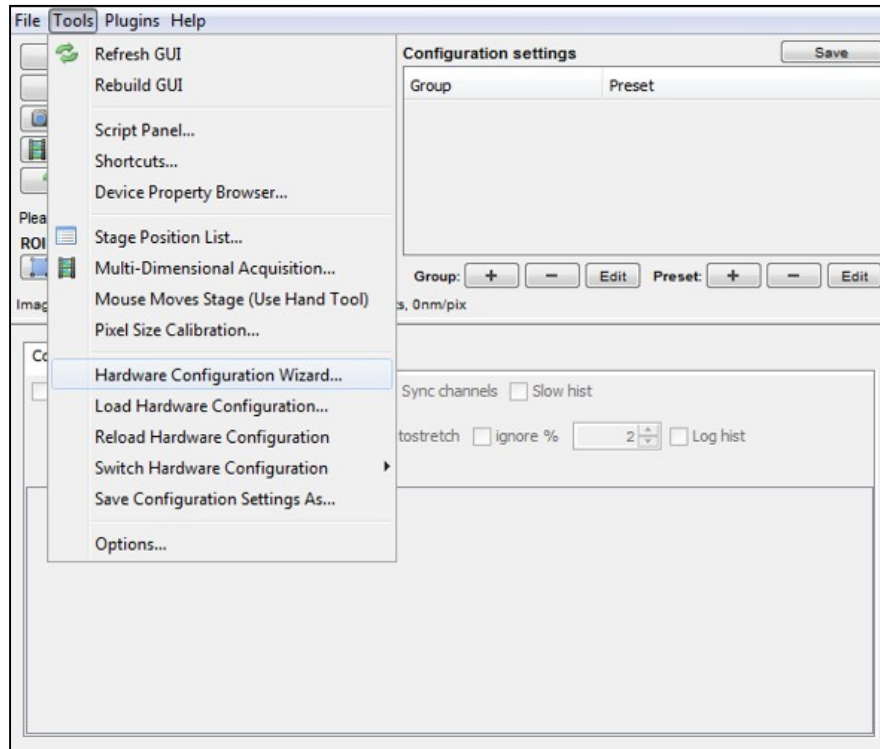 File Tools Plugins Help
Refresh GUI
Rebuild GUI
Script Panel...
Shortcuts...
Device Property Browser...
Stage Position List...
Multi-Dimensional Acquisition...
Mouse Moves Stage (Use Hand Tool)
Pixel Size Calibration...
Hardware Configuration Wizard...
Load Hardware Configuration...
Reload Hardware Configuration
Switch Hardware Configuration
Save Configuration Settings As...
Options...
Configuration settings Save
Group Preset
Group: + - Edit Preset: + - Edit
Plea
ROI
Imag
s, 0nm/pix
Co
Sync channels Slow hist
tostretch ignore % 2 Log hist